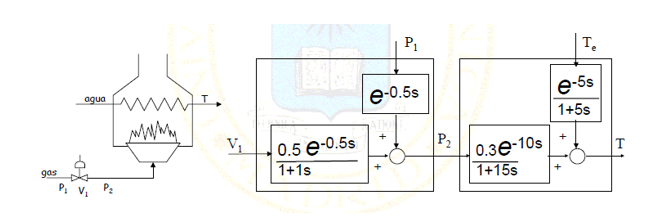 agua
T
gas
P1
V1
P2
P1
e-0.5s
V1
0.5 e-0.5s
1+1s
+
+
P2
Te
e-5s
1+5s
0.3e-10s
1+15s
+
+
T